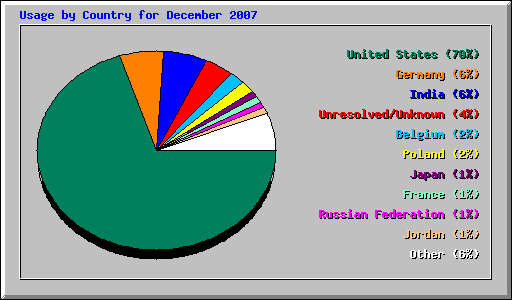 Usage by Country for December 2007
United States (70%)
Germany (6%)
India (6%)
Unresolved/Unknown (4%)
Belgium (2%)
Poland (2%)
Japan (1%)
France (1%)
Russian Federation (1%)
Jordan (1%)
Other (6%)